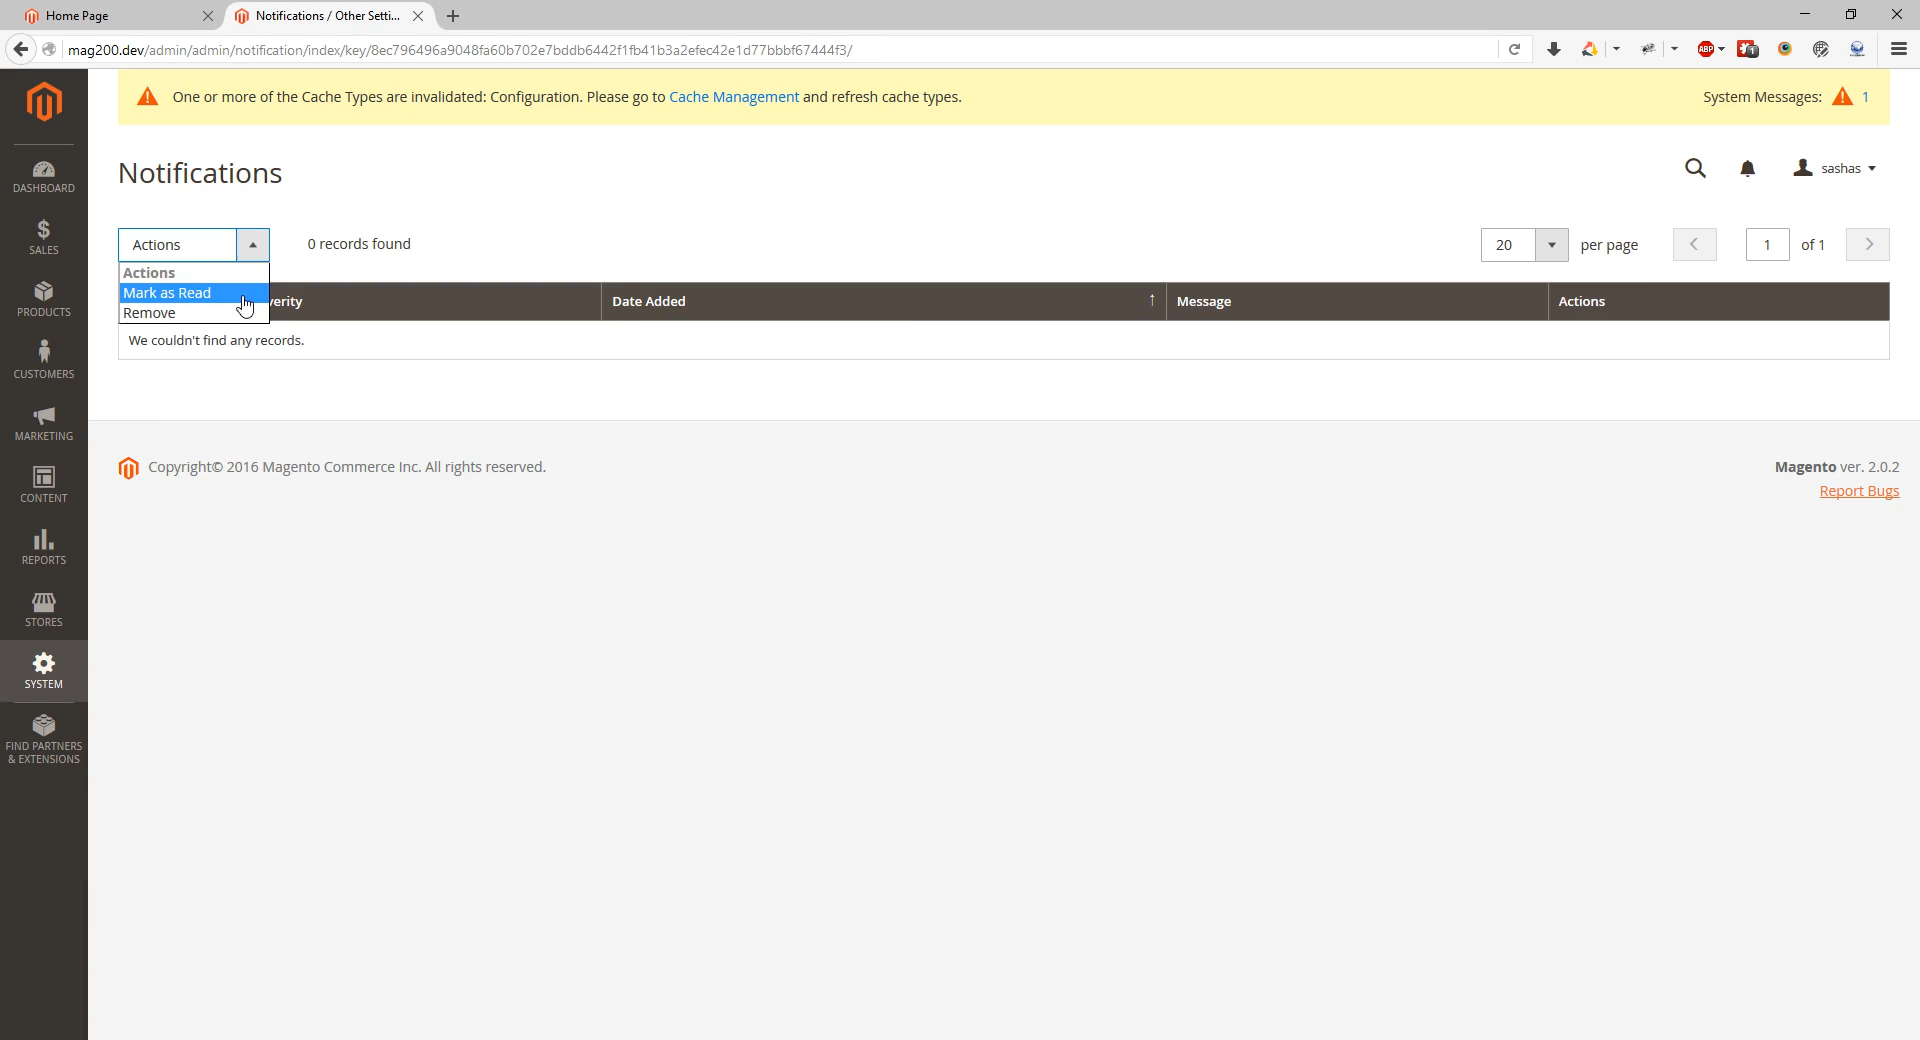 Home Page
Notifications / Other Setti...
mag200.dev/admin/admin/notification/index/key/8ec796496a9048fa60b702e7bddb6442f1fb41b3a2efec42e1d77bbbf67444f3/
ABP
1
One or more of the Cache Types are invalidated: Configuration. Please go to Cache Management and refresh cache types.
System Messages: 1
Notifications
sashas
Actions
0 records found
20
per page
1
of 1
Actions
Mark as Read
Remove
verity
Date Added ↑
Message
Actions
We couldn't find any records.
DASHBOARD
$
SALES
PRODUCTS
CUSTOMERS
MARKETING
CONTENT
REPORTS
STORES
SYSTEM
FIND PARTNERS
& EXTENSIONS
Copyright© 2016 Magento Commerce Inc. All rights reserved.
Magento ver. 2.0.2
Report Bugs